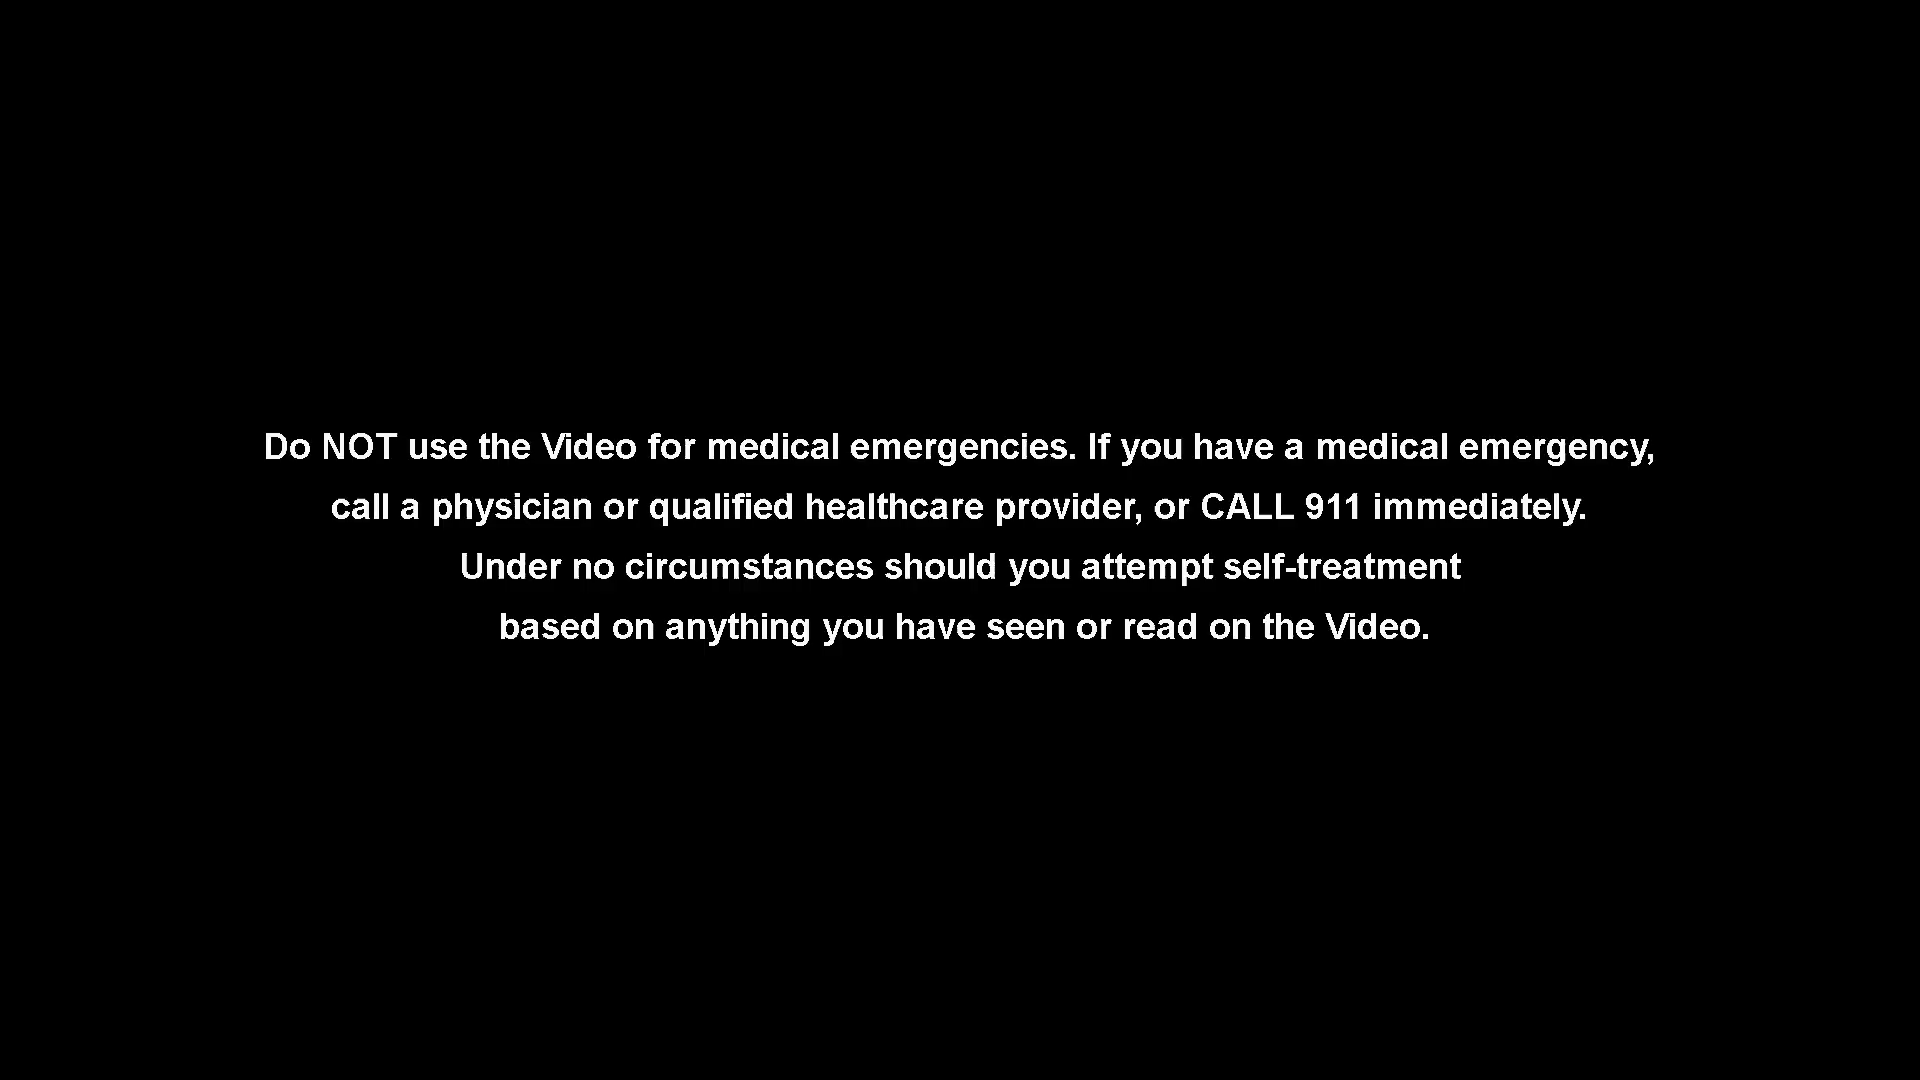 Do NOT use the Video for medical emergencies. If you have a medical emergency,
call a physician or qualified healthcare provider, or CALL 911 immediately.
Under no circumstances should you attempt self-treatment
based on anything you have seen or read on the Video.